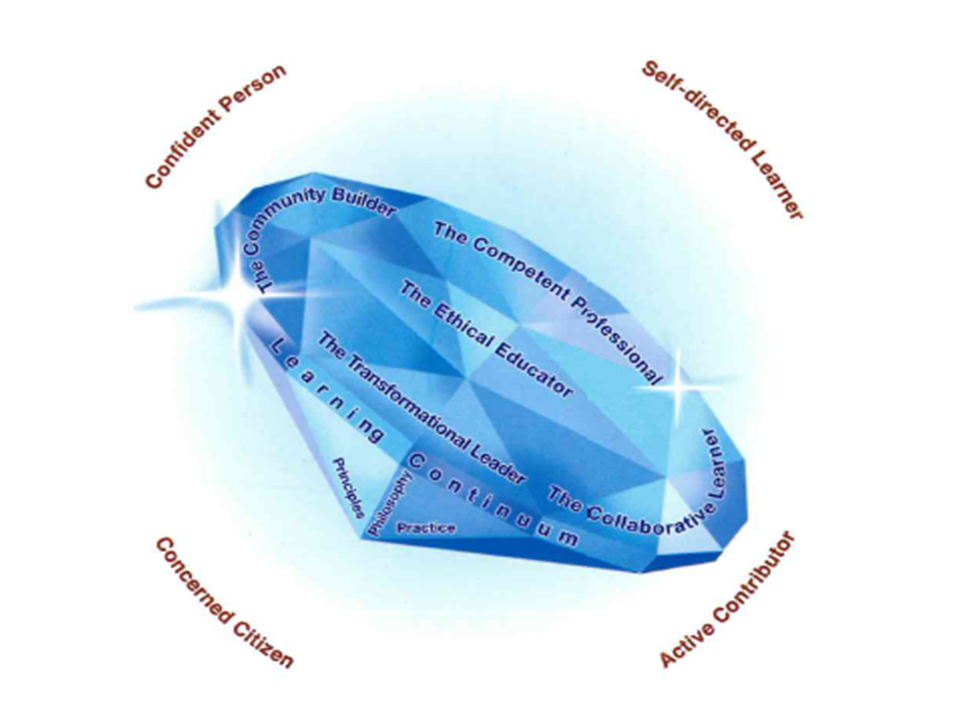 Confident Person
Self-directed Learner
The Community Builder
The Competent Professional
The Ethical Educator
The Transformational Leader
The Collaborative Learner
Learning Continuum
Principles
Philosophy
Practice
Concerned Citizen
Active Contributor